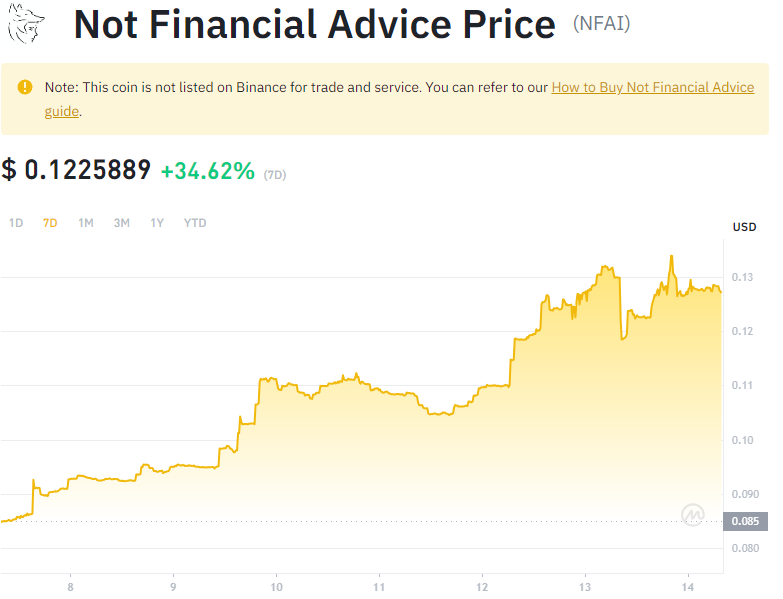 Not Financial Advice Price (NFAI)
Note: This coin is not listed on Binance for trade and service. You can refer to our How to Buy Not Financial Advice
guide.
$ 0.1225889 +34.62% (7D)
1D 7D 1M 3M 1Y YTD
USD
0.13
0.12
0.11
0.10
0.090
0.085
0.080
8 9 10 11 12 13 14